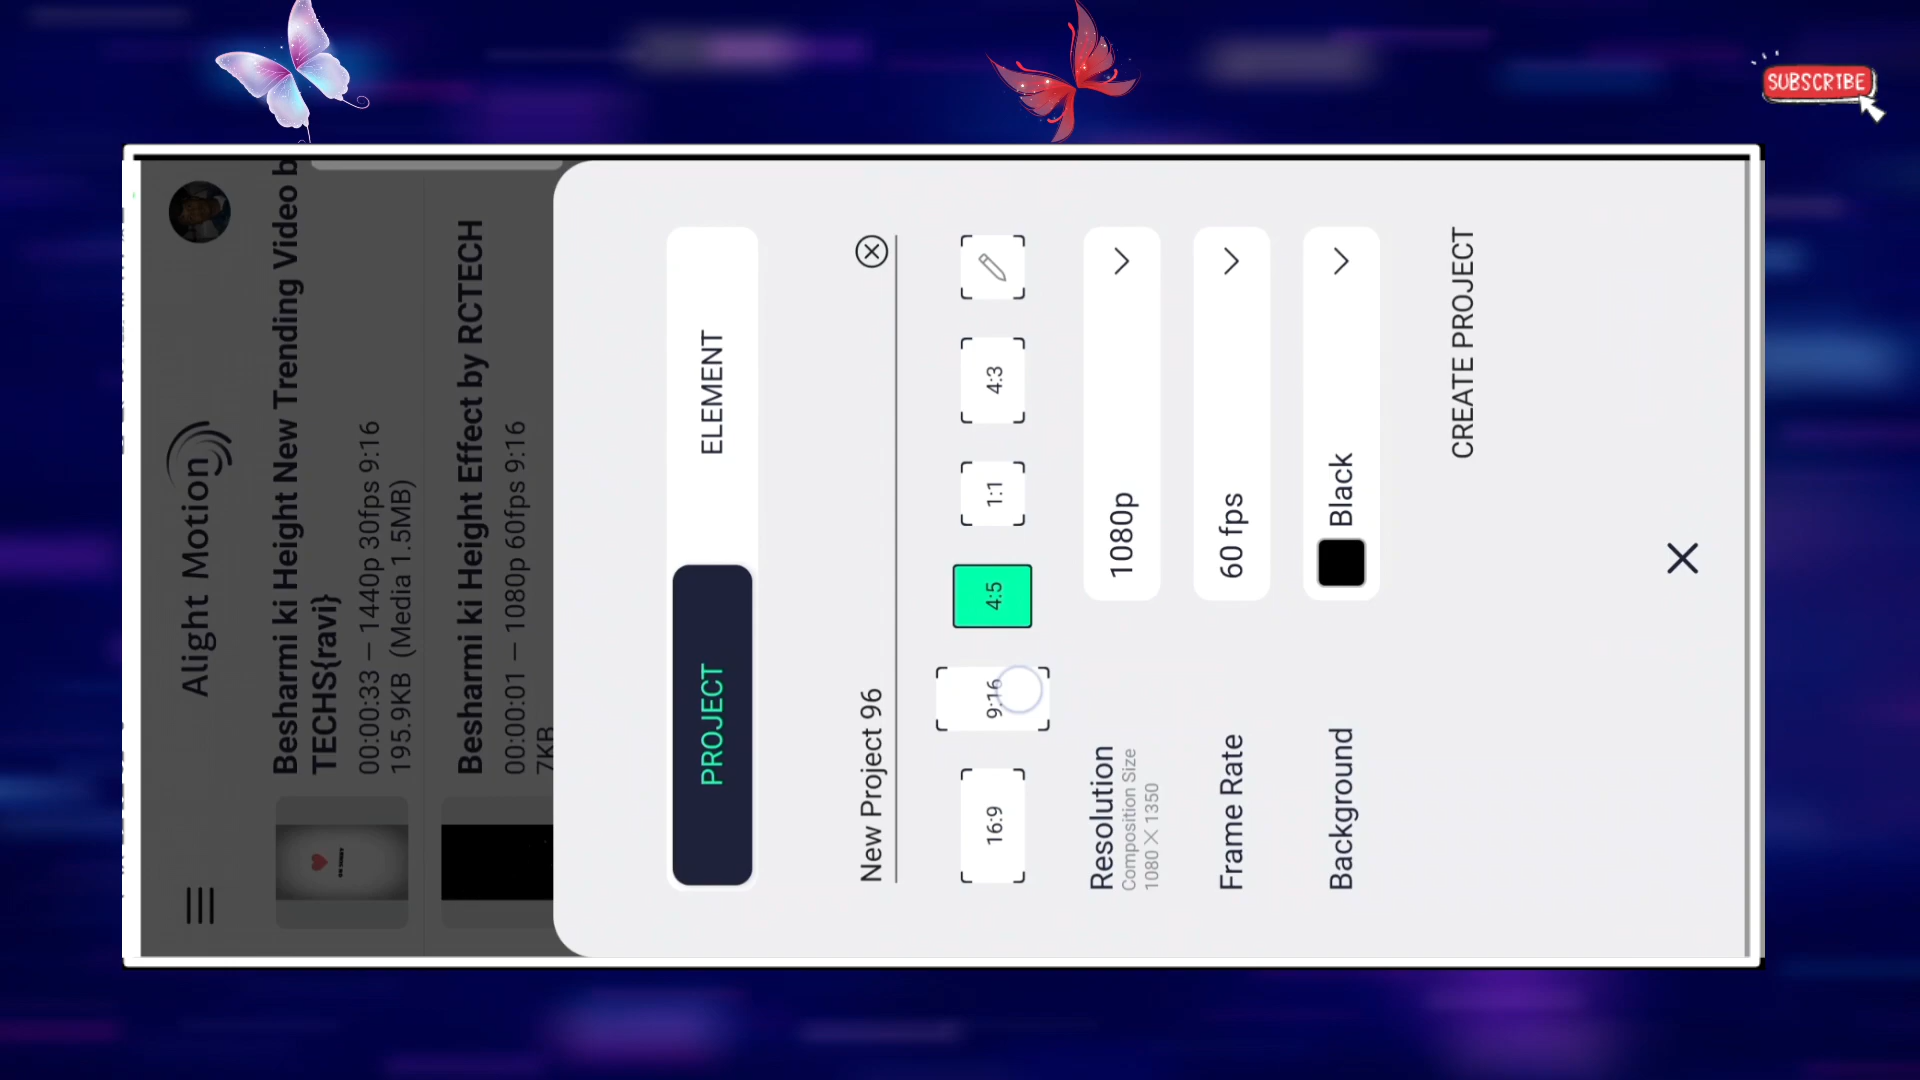 SUBSCRIBE
Alight Motion
Besharmi ki Height New Trending Video b
TECHS{ravi}
00:00:33 — 1440p 30fps 9:16
195.9KB (Media 1.5MB)
Besharmi ki Height Effect by RCTECH
00:00:01 — 1080p 60fps 9:16
7KB
PROJECT ELEMENT
New Project 96
16:9 9:16 4:5 1:1 4:3
Resolution 1080p
Composition Size
1080 X 1350
Frame Rate 60 fps
Background Black
CREATE PROJECT